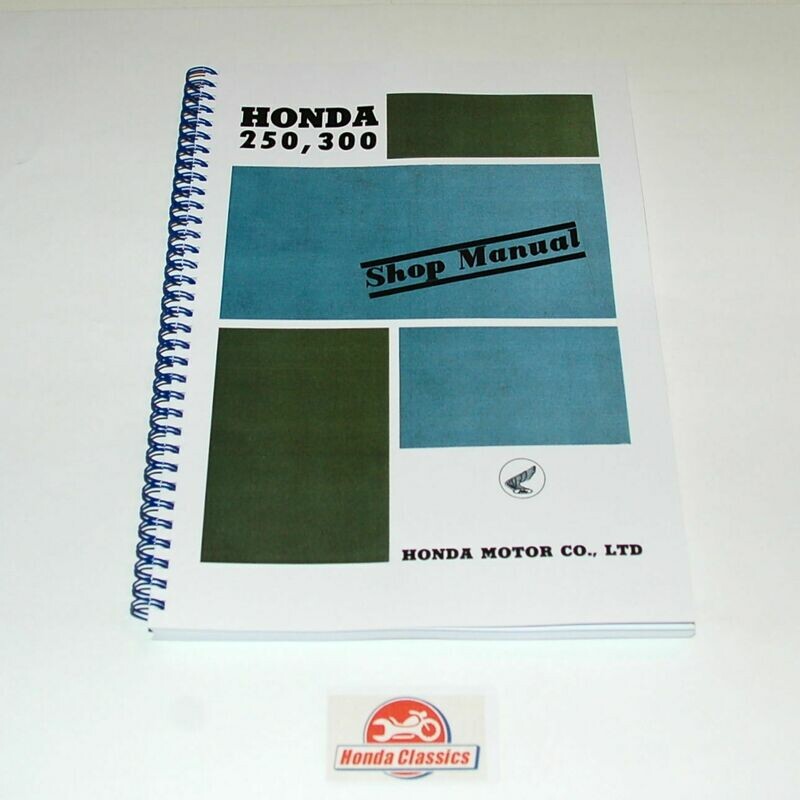 HONDA
250, 300
Shop Manual
HONDA MOTOR CO., LTD
Honda Classics